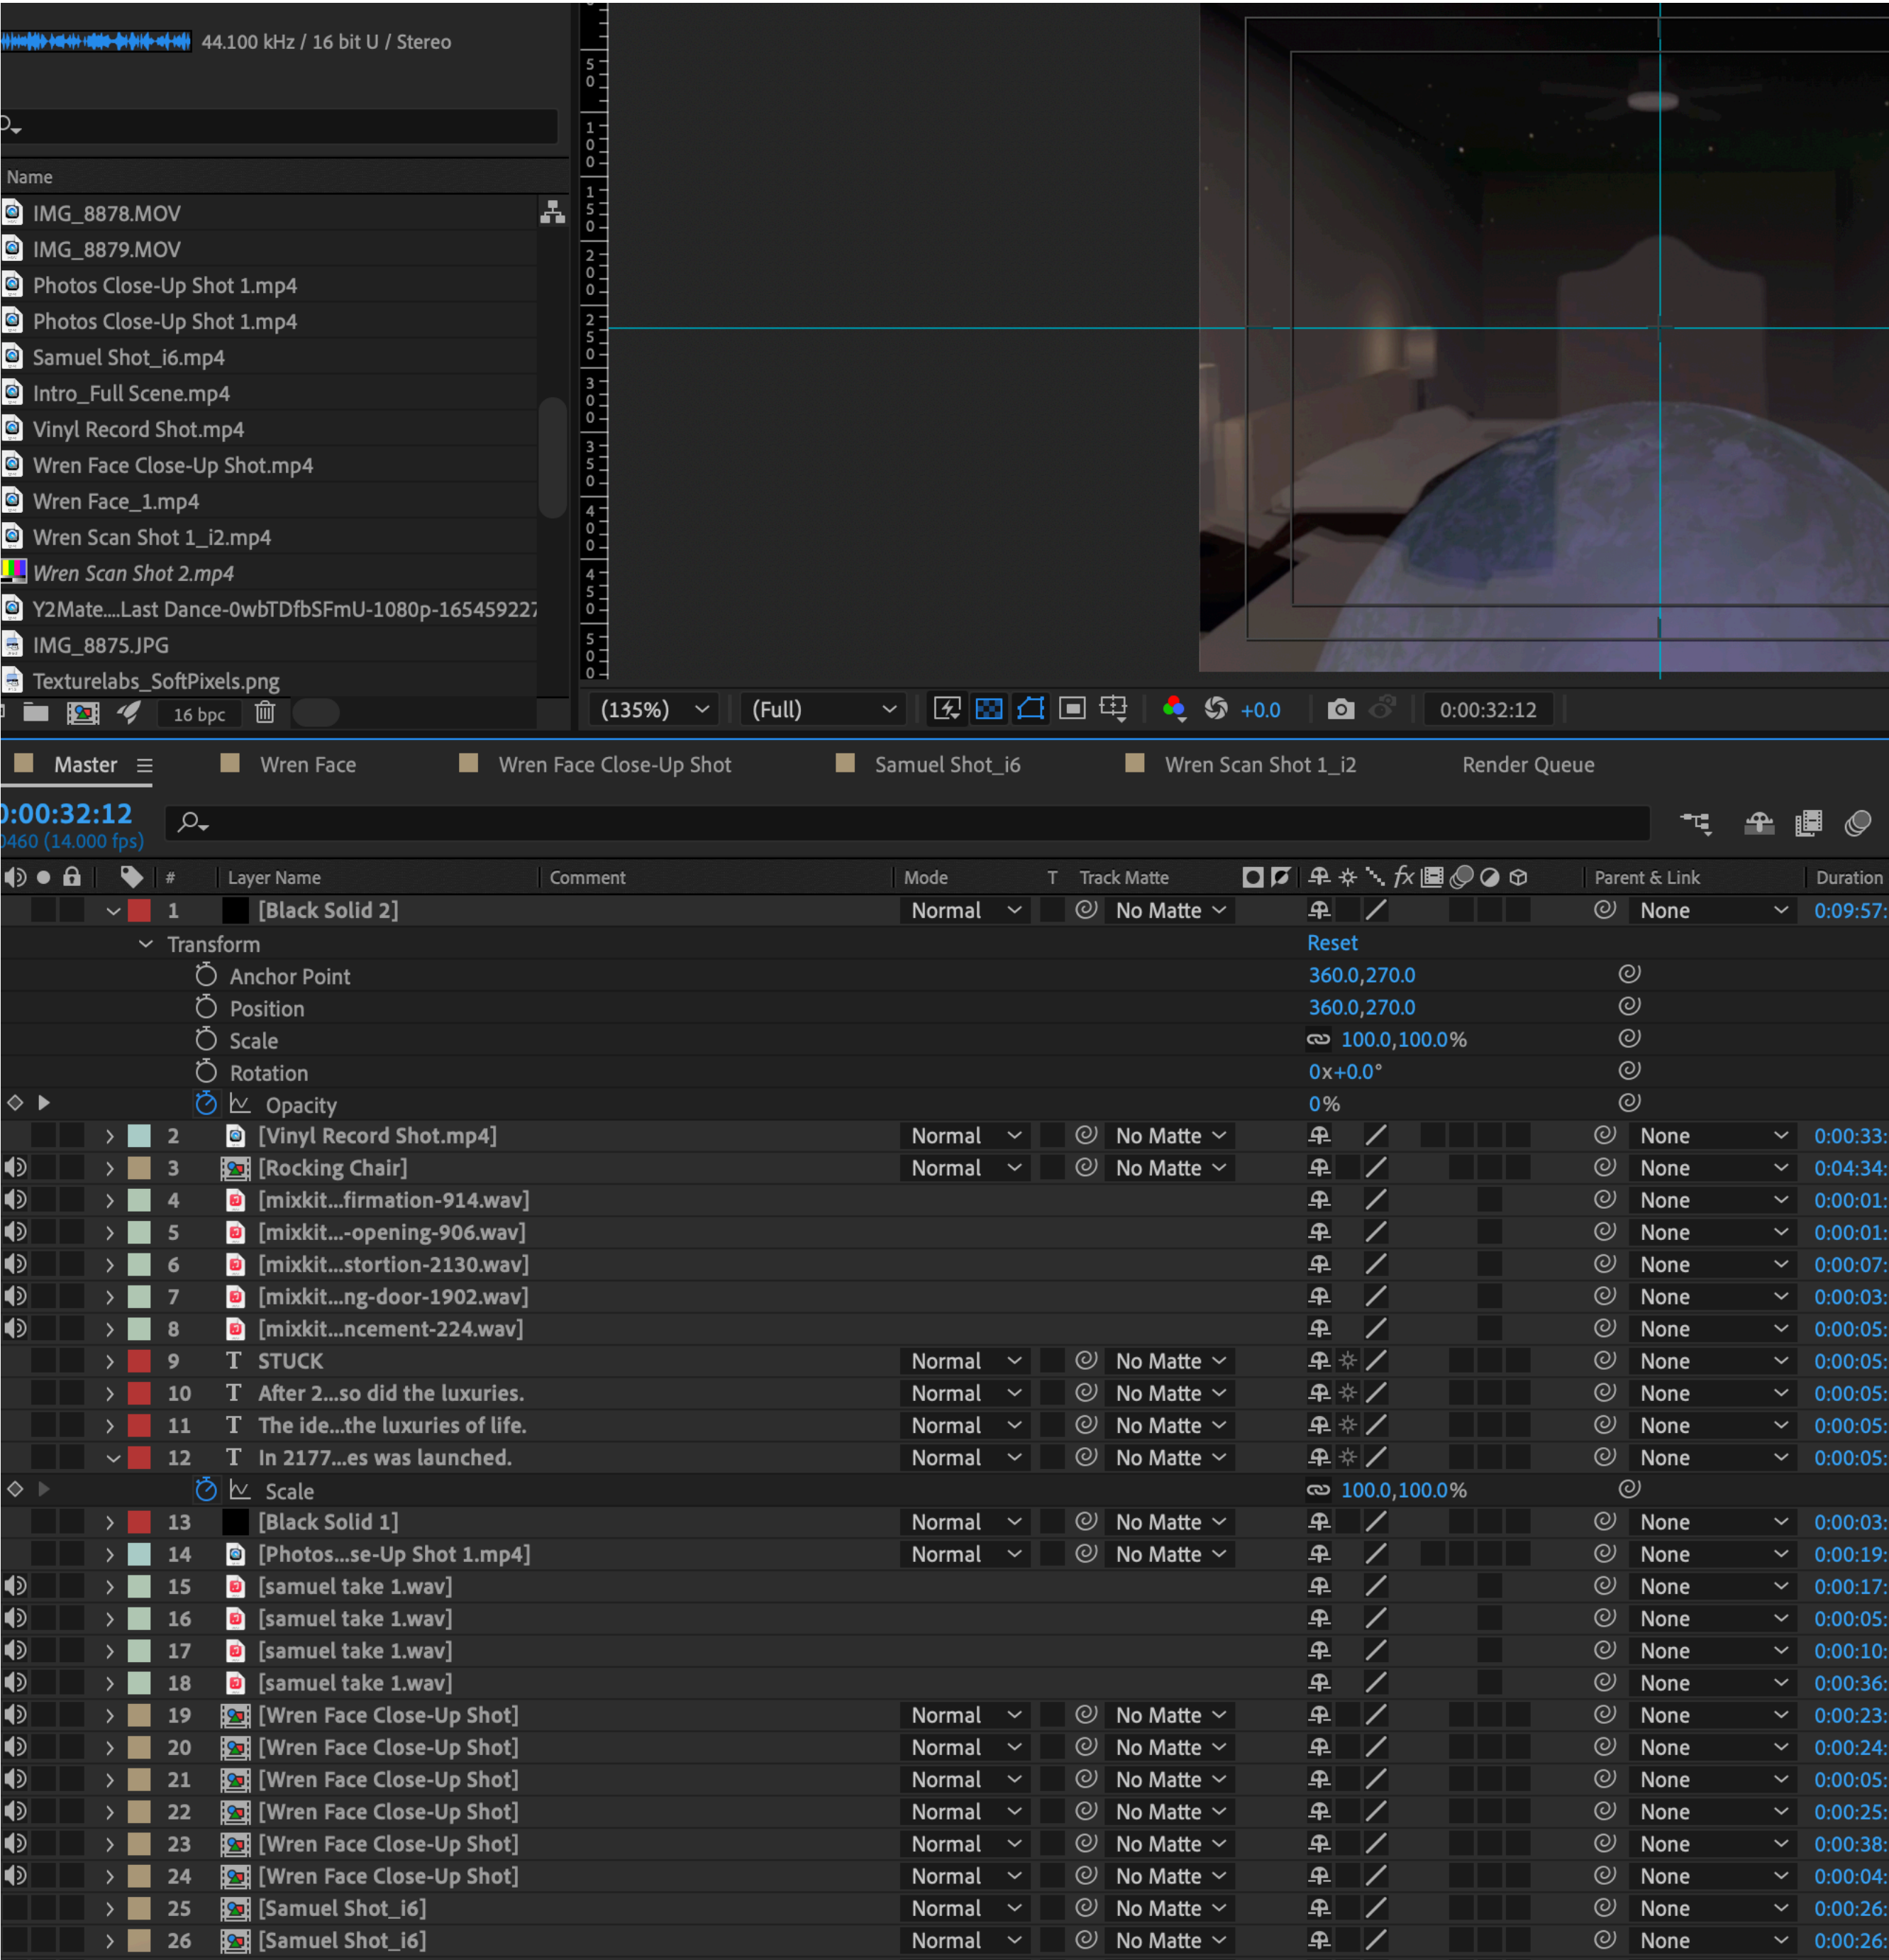 44.100 kHz / 16 bit U / Stereo
Name
IMG_8878.MOV
IMG_8879.MOV
Photos Close-Up Shot 1.mp4
Photos Close-Up Shot 1.mp4
Samuel Shot_i6.mp4
Intro_Full Scene.mp4
Vinyl Record Shot.mp4
Wren Face Close-Up Shot.mp4
Wren Face_1.mp4
Wren Scan Shot 1_i2.mp4
Wren Scan Shot 2.mp4
Y2Mate....Last Dance-0wbTDfbSFmU-1080p-165459227
IMG_8875.JPG
Texturelabs_SoftPixels.png
16 bpc
50
100
150
200
250
300
350
400
450
500
(135%) (Full) +0.0 0:00:32:12
Master Wren Face Wren Face Close-Up Shot Samuel Shot_i6 Wren Scan Shot 1_i2 Render Queue
0:00:32:12
0460 (14.000 fps)
# Layer Name Comment Mode T Track Matte fx Parent & Link Duration
1 [Black Solid 2] Normal No Matte None 0:09:57:
Transform Reset
Anchor Point 360.0,270.0
Position 360.0,270.0
Scale 100.0,100.0%
Rotation 0x+0.0°
Opacity 0%
2 [Vinyl Record Shot.mp4] Normal No Matte None 0:00:33:
3 [Rocking Chair] Normal No Matte None 0:04:34:
4 [mixkit...firmation-914.wav] None 0:00:01:
5 [mixkit...-opening-906.wav] None 0:00:01:
6 [mixkit...stortion-2130.wav] None 0:00:07:
7 [mixkit...ng-door-1902.wav] None 0:00:03:
8 [mixkit...ncement-224.wav] None 0:00:05:
9 T STUCK Normal No Matte None 0:00:05:
10 T After 2...so did the luxuries. Normal No Matte None 0:00:05:
11 T The ide...the luxuries of life. Normal No Matte None 0:00:05:
12 T In 2177...es was launched. Normal No Matte None 0:00:05:
Scale 100.0,100.0%
13 [Black Solid 1] Normal No Matte None 0:00:03:
14 [Photos...se-Up Shot 1.mp4] Normal No Matte None 0:00:19:
15 [samuel take 1.wav] None 0:00:17:
16 [samuel take 1.wav] None 0:00:05:
17 [samuel take 1.wav] None 0:00:10:
18 [samuel take 1.wav] None 0:00:36:
19 [Wren Face Close-Up Shot] Normal No Matte None 0:00:23:
20 [Wren Face Close-Up Shot] Normal No Matte None 0:00:24:
21 [Wren Face Close-Up Shot] Normal No Matte None 0:00:05:
22 [Wren Face Close-Up Shot] Normal No Matte None 0:00:25:
23 [Wren Face Close-Up Shot] Normal No Matte None 0:00:38:
24 [Wren Face Close-Up Shot] Normal No Matte None 0:00:04:
25 [Samuel Shot_i6] Normal No Matte None 0:00:26:
26 [Samuel Shot_i6] Normal No Matte None 0:00:26: